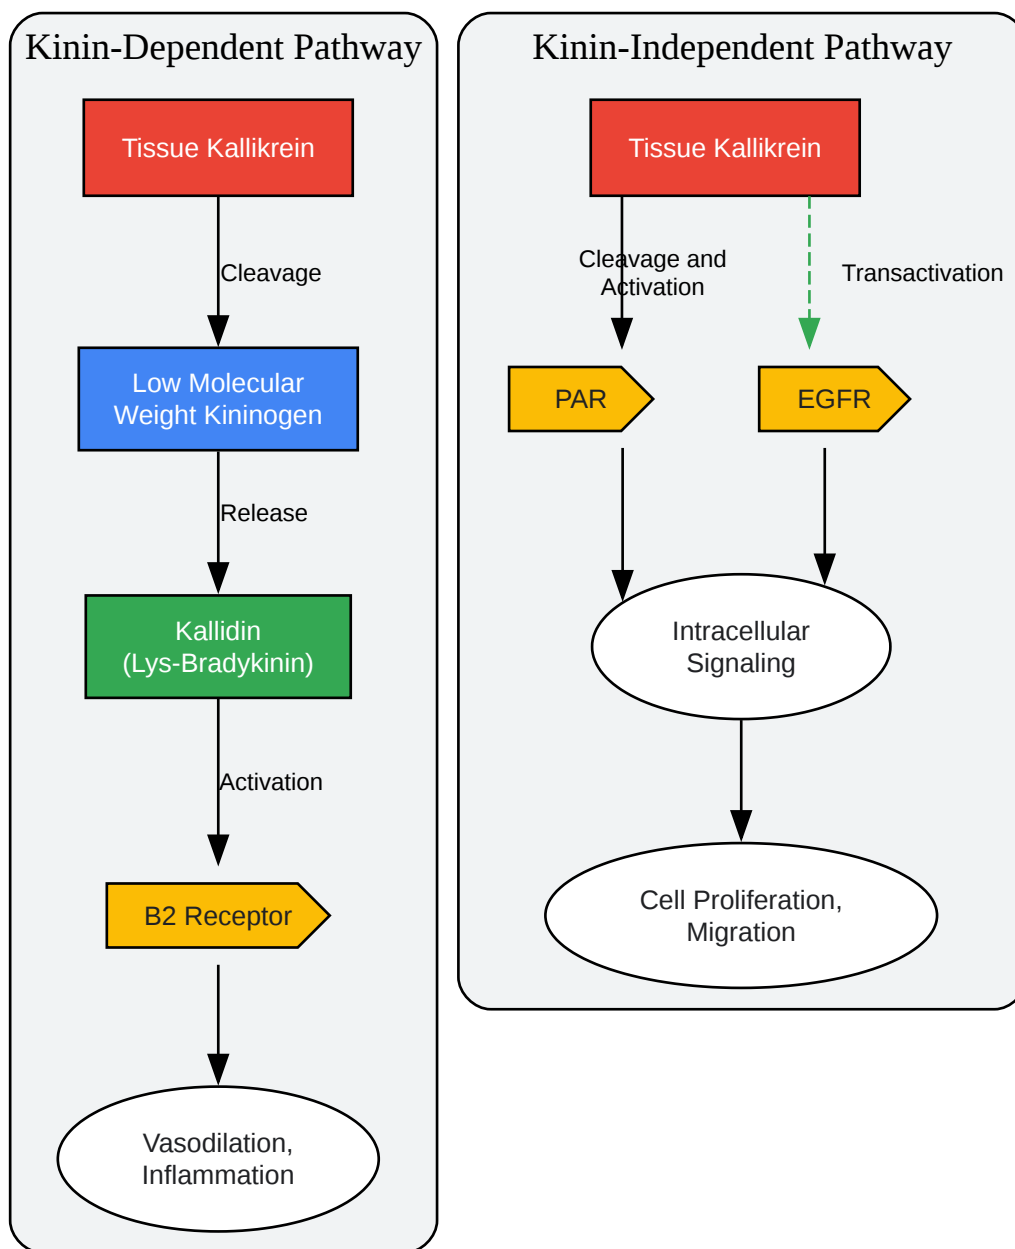 Kinin-Dependent Pathway
Tissue Kallikrein
Cleavage
Low Molecular
Weight Kininogen
Release
Kallidin
(Lys-Bradykinin)
Activation
B2 Receptor
Vasodilation,
Inflammation
Kinin-Independent Pathway
Tissue Kallikrein
Cleavage and
Activation
Transactivation
PAR
EGFR
Intracellular
Signaling
Cell Proliferation,
Migration